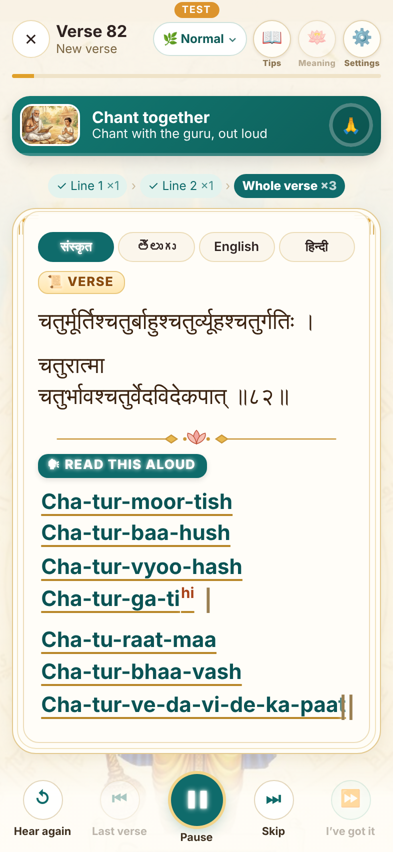 TEST
Verse 82
New verse
🌿 Normal
Tips
Meaning
Settings
Chant together
Chant with the guru, out loud
✓ Line 1 ×1 › ✓ Line 2 ×1 › Whole verse ×3
संस्कृत తెలుగు English हिन्दी
📜 VERSE
चतुर्मूर्तिश्चतुर्बाहुश्चतुर्व्यूहश्चतुर्गतिः ।
चतुरात्मा
चतुर्भावश्चतुर्वेदविदेकपात् ॥८२॥
🗣 READ THIS ALOUD
Cha-tur-moor-tish
Cha-tur-baa-hush
Cha-tur-vyoo-hash
Cha-tur-ga-tihi |
Cha-tu-raat-maa
Cha-tur-bhaa-vash
Cha-tur-ve-da-vi-de-ka-paat||
Hear again
Last verse
Pause
Skip
I've got it